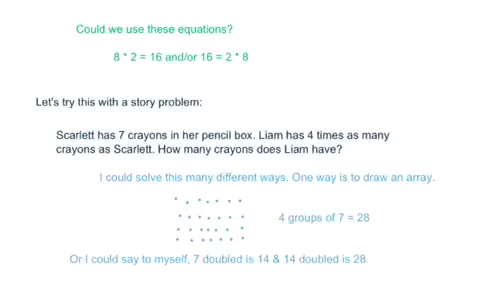 Could we use these equations?
8 * 2 = 16 and/or 16 = 2 * 8
Let's try this with a story problem:
Scarlett has 7 crayons in her pencil box. Liam has 4 times as many
crayons as Scarlett. How many crayons does Liam have?
I could solve this many different ways. One way is to draw an array.
4 groups of 7 = 28
Or I could say to myself, 7 doubled is 14 & 14 doubled is 28.